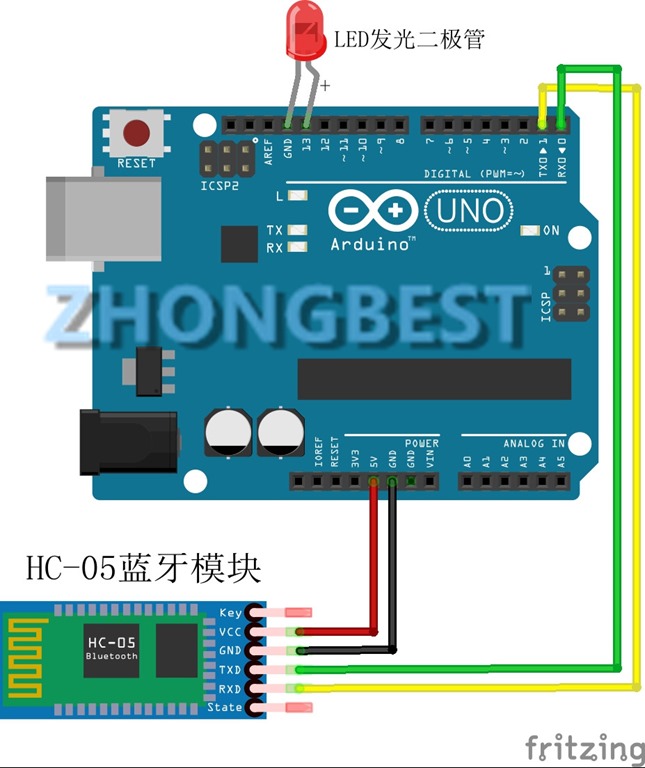 LED发光二极管
+
RESET
ICSP2
AREF
GND
13
12
~11
~10
~9
8
7
~6
~5
4
~3
2
TX0▶1
RX0◀0
DIGITAL (PWM=~)
L
TX
RX
Arduino™
UNO
ON
1
ICSP
ZHONGBEST
POWER
ANALOG IN
IOREF
RESET
3V3
5V
GND
GND
VIN
A0
A1
A2
A3
A4
A5
HC-05蓝牙模块
HC-05
Bluetooth
Key
VCC
GND
TXD
RXD
State
fritzing